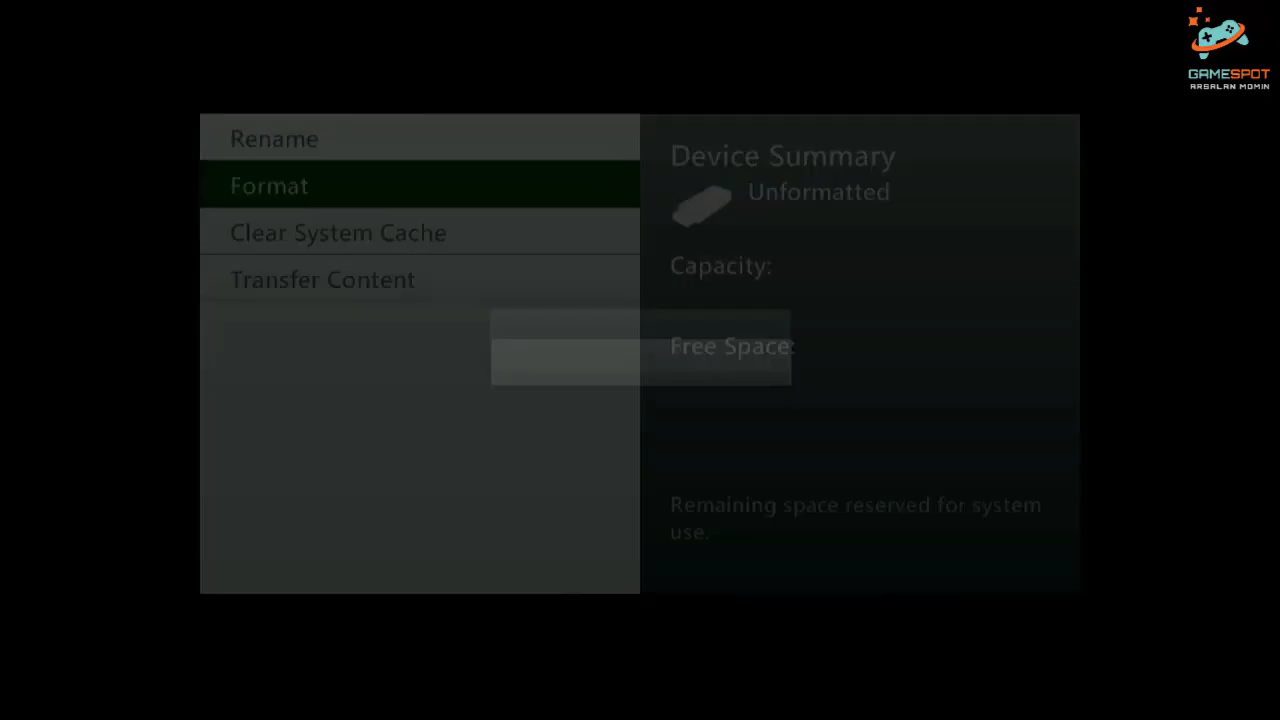 GAMESPOT
ARSALAN MOMIN
Rename
Format
Clear System Cache
Transfer Content
Device Summary
Unformatted
Capacity:
Free Space:
Remaining space reserved for system
use.